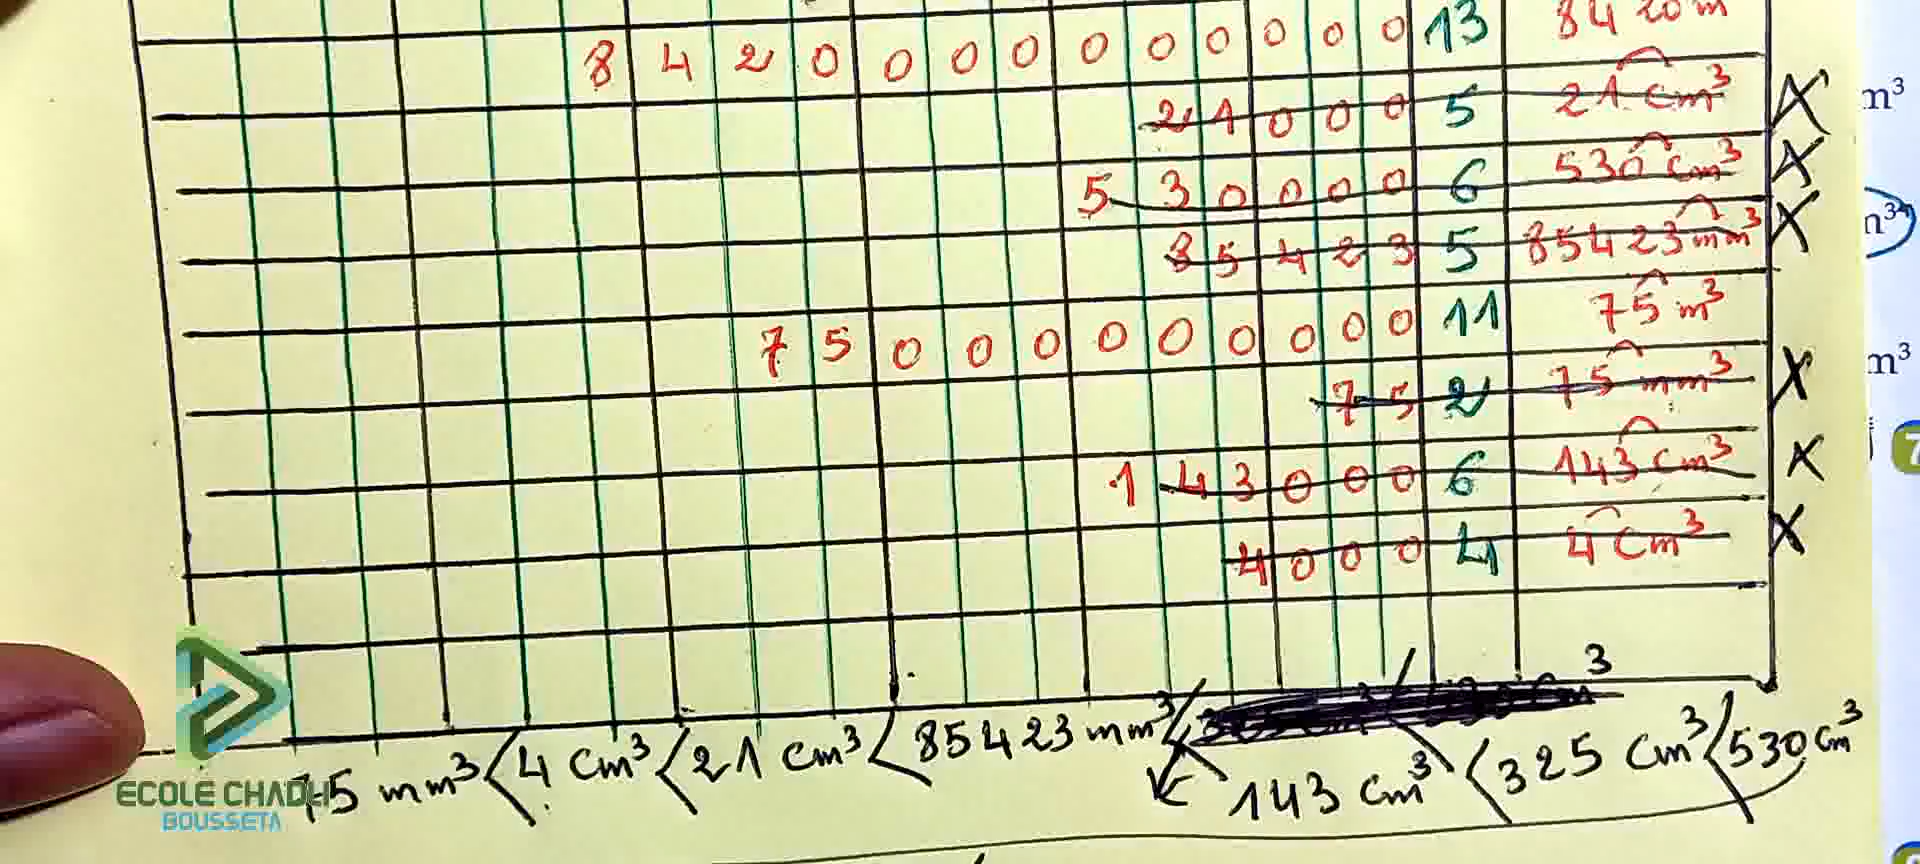 8 4 2 0 0 0 0 0 0 0 0 0 0 13 8420 m
2 1 0 0 0 5 21 cm³ X m³
5 3 0 0 0 0 6 530 cm³ X
8 5 4 2 3 5 85423 mm³ X
7 5 0 0 0 0 0 0 0 0 0 11 75 m³
7 5 2 75 mm³ X m³
1 4 3 0 0 0 6 143 cm³ X 7
4 0 0 0 4 4 cm³ X
75 mm³ < 4 cm³ < 21 cm³ < 85423 mm³ <
143 cm³ < 325 cm³ < 530 cm³
ECOLE CHADLI
BOUSSETA